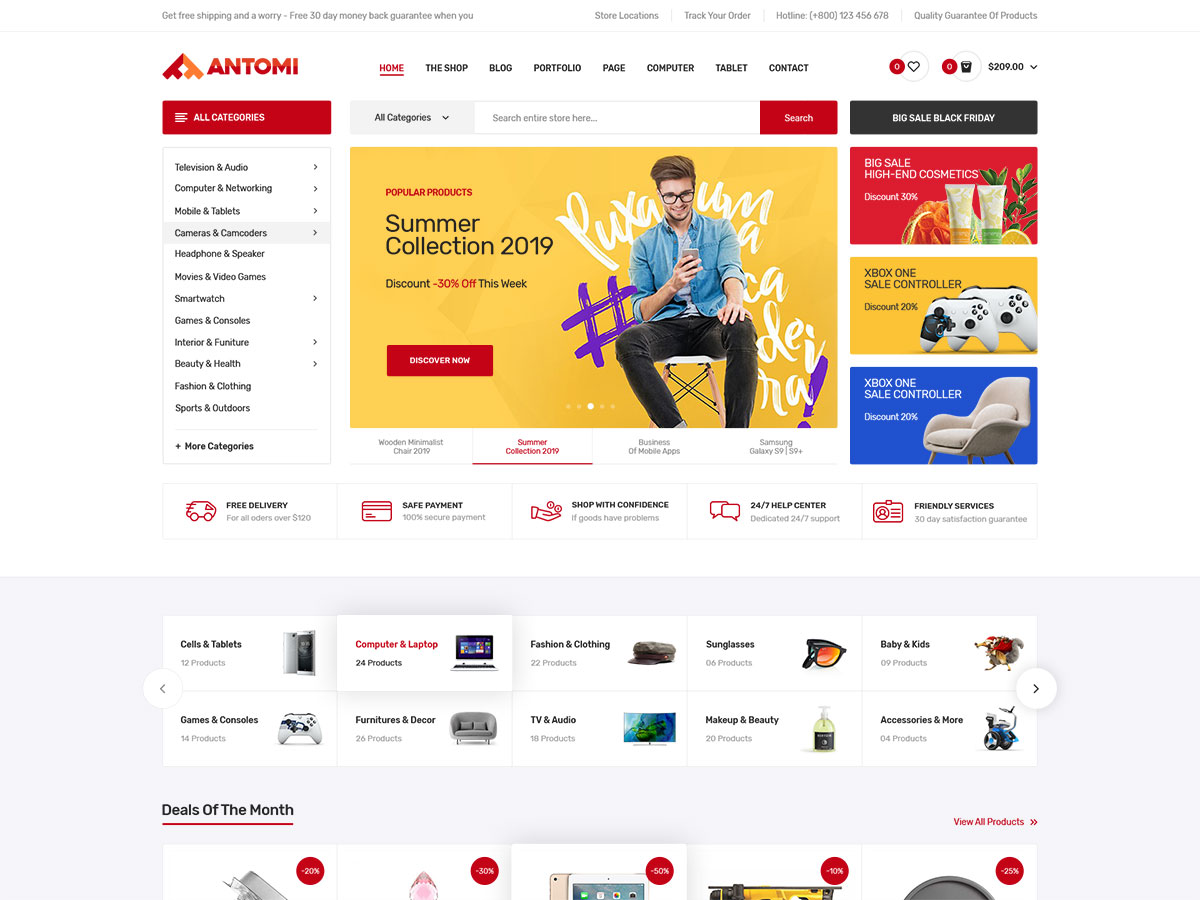 Get free shipping and a worry - Free 30 day money back guarantee when you
Store Locations
Track Your Order
Hotline: (+800) 123 456 678
Quality Guarantee Of Products
ANTOMI
HOME
THE SHOP
BLOG
PORTFOLIO
PAGE
COMPUTER
TABLET
CONTACT
0
0
$209.00
ALL CATEGORIES
All Categories
Search entire store here...
Search
BIG SALE BLACK FRIDAY
Television & Audio
Computer & Networking
Mobile & Tablets
Cameras & Camcoders
Headphone & Speaker
Movies & Video Games
Smartwatch
Games & Consoles
Interior & Funiture
Beauty & Health
Fashion & Clothing
Sports & Outdoors
+ More Categories
POPULAR PRODUCTS
Summer
Collection 2019
Discount -30% Off This Week
DISCOVER NOW
#
Wooden Minimalist
Chair 2019
Summer
Collection 2019
Business
Of Mobile Apps
Samsung
Galaxy S9 | S9+
BIG SALE
HIGH-END COSMETICS
Discount 30%
XBOX ONE
SALE CONTROLLER
Discount 20%
XBOX ONE
SALE CONTROLLER
Discount 20%
FREE DELIVERY
For all oders over $120
SAFE PAYMENT
100% secure payment
SHOP WITH CONFIDENCE
If goods have problems
24/7 HELP CENTER
Dedicated 24/7 support
FRIENDLY SERVICES
30 day satisfaction guarantee
Cells & Tablets
12 Products
Computer & Laptop
24 Products
Fashion & Clothing
22 Products
Sunglasses
06 Products
Baby & Kids
09 Products
Games & Consoles
14 Products
Furnitures & Decor
26 Products
TV & Audio
18 Products
Makeup & Beauty
20 Products
Accessories & More
04 Products
Deals Of The Month
View All Products
-20%
-30%
-50%
-10%
-25%